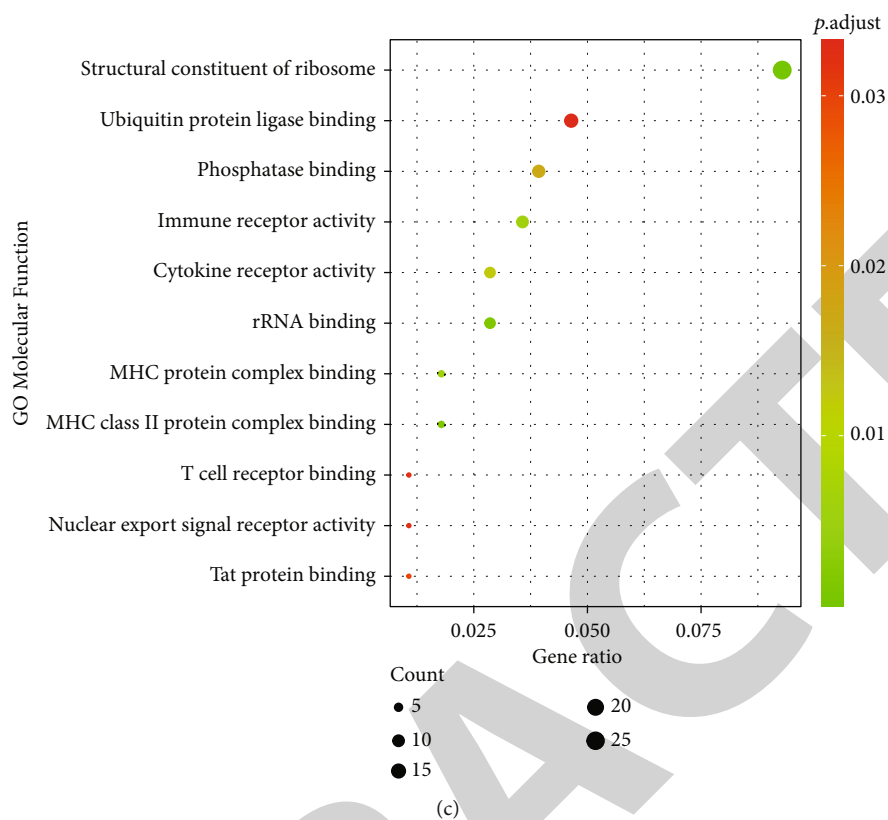 p.adjust
Structural constituent of ribosome
Ubiquitin protein ligase binding
Phosphatase binding
Immune receptor activity
Cytokine receptor activity
rRNA binding
MHC protein complex binding
MHC class II protein complex binding
T cell receptor binding
Nuclear export signal receptor activity
Tat protein binding
GO Molecular Function
0.03
0.02
0.01
0.025 0.050 0.075
Gene ratio
Count
5 20
10 25
15
(c)